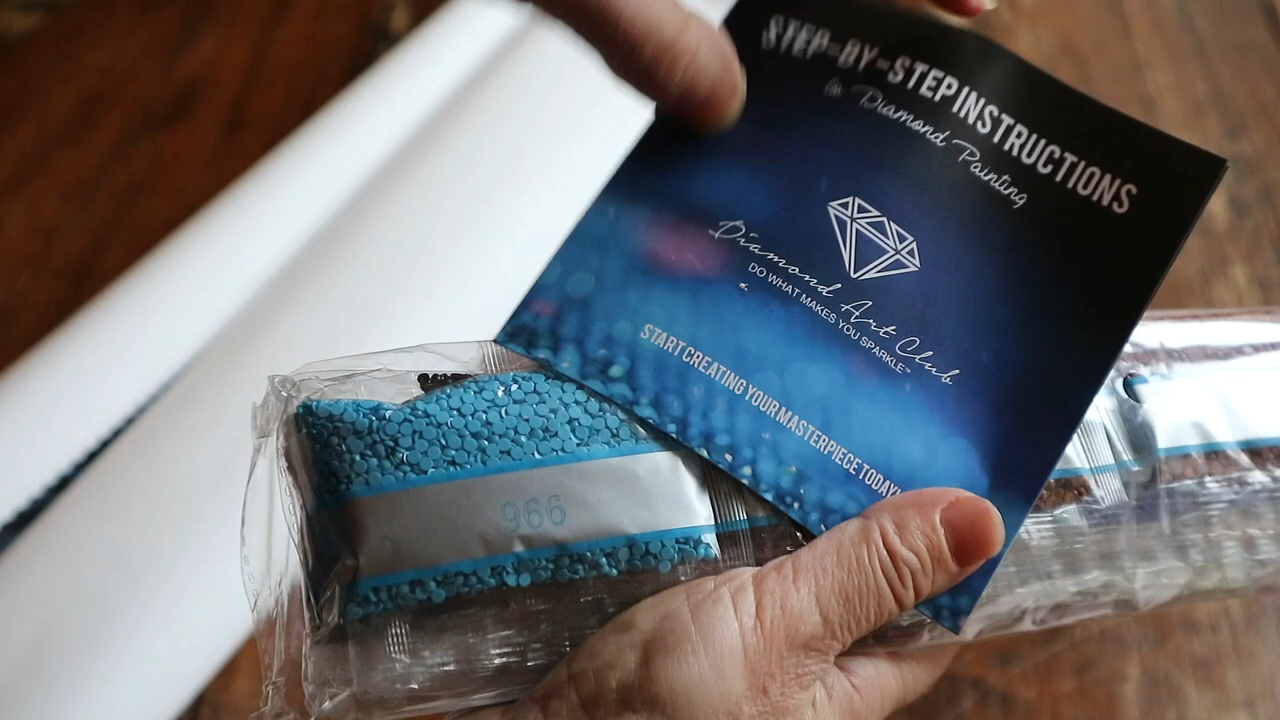 STEP-BY-STEP INSTRUCTIONS
for Diamond Painting
Diamond Art Club
DO WHAT MAKES YOU SPARKLE™
START CREATING YOUR MASTERPIECE TODAY!
966